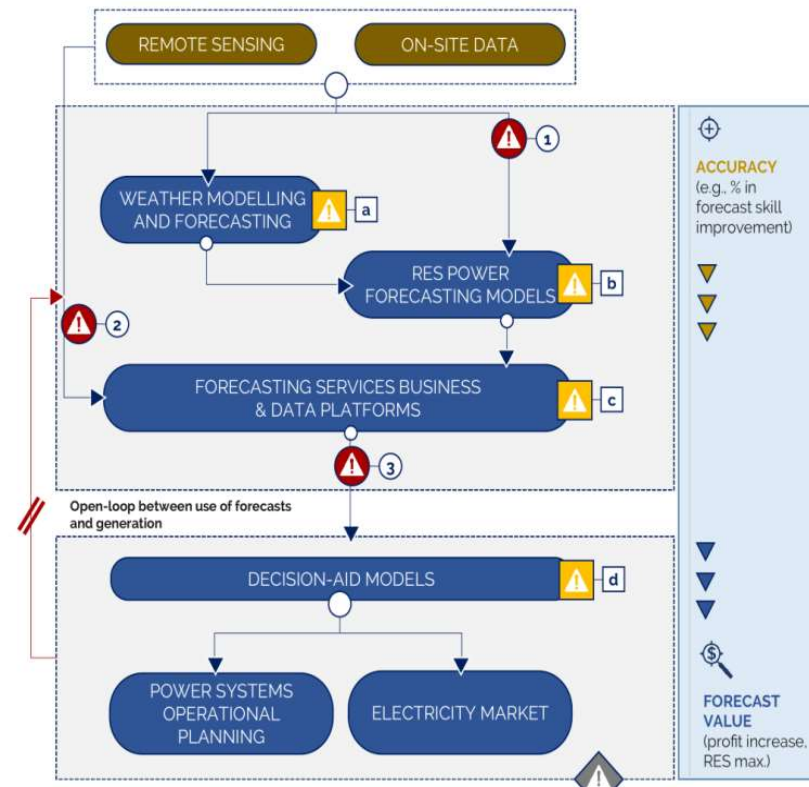 REMOTE SENSING
ON-SITE DATA
1
ACCURACY
(e.g., % in
forecast skill
improvement)
WEATHER MODELLING
AND FORECASTING
a
RES POWER
FORECASTING MODELS
b
2
FORECASTING SERVICES BUSINESS
& DATA PLATFORMS
c
3
Open-loop between use of forecasts
and generation
DECISION-AID MODELS
d
POWER SYSTEMS
OPERATIONAL
PLANNING
ELECTRICITY MARKET
$
FORECAST
VALUE
(profit increase,
RES max.)